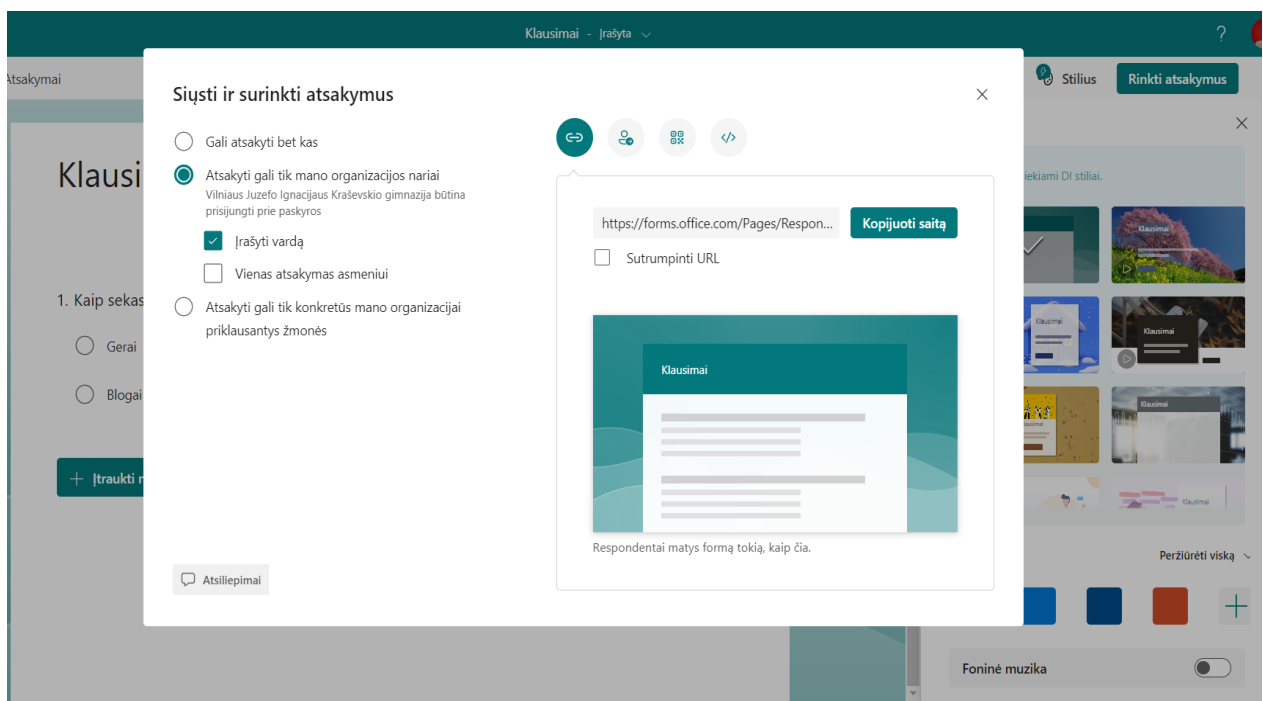 Klausimai - Įrašyta
?
Atsakymai
Stilius
Rinkti atsakymus
Siųsti ir surinkti atsakymus
Gali atsakyti bet kas
Atsakyti gali tik mano organizacijos nariai
Vilniaus Juzefo Ignacijaus Kraševskio gimnazija būtina
prisijungti prie paskyros
Įrašyti vardą
Vienas atsakymas asmeniui
Atsakyti gali tik konkretūs mano organizacijai
priklausantys žmonės
Atsiliepimai
https://forms.office.com/Pages/Respon...
Kopijuoti saitą
Sutrumpinti URL
Klausimai
Respondentai matys formą tokią, kaip čia.
Klausi
1. Kaip sekas
Gerai
Blogai
+ Įtraukti n
iekiami DI stiliai.
Klausimai
Klausimai
Klausimai
Klausimai
Klausimai
Klausimai
Peržiūrėti viską
Foninė muzika